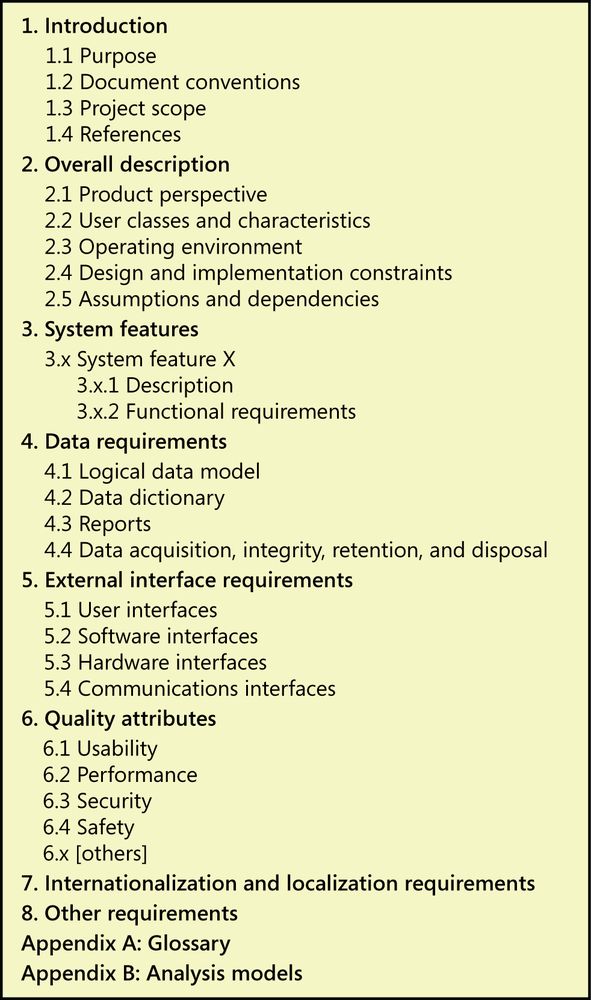 1. Introduction
1.1 Purpose
1.2 Document conventions
1.3 Project scope
1.4 References
2. Overall description
2.1 Product perspective
2.2 User classes and characteristics
2.3 Operating environment
2.4 Design and implementation constraints
2.5 Assumptions and dependencies
3. System features
3.x System feature X
3.x.1 Description
3.x.2 Functional requirements
4. Data requirements
4.1 Logical data model
4.2 Data dictionary
4.3 Reports
4.4 Data acquisition, integrity, retention, and disposal
5. External interface requirements
5.1 User interfaces
5.2 Software interfaces
5.3 Hardware interfaces
5.4 Communications interfaces
6. Quality attributes
6.1 Usability
6.2 Performance
6.3 Security
6.4 Safety
6.x [others]
7. Internationalization and localization requirements
8. Other requirements
Appendix A: Glossary
Appendix B: Analysis models